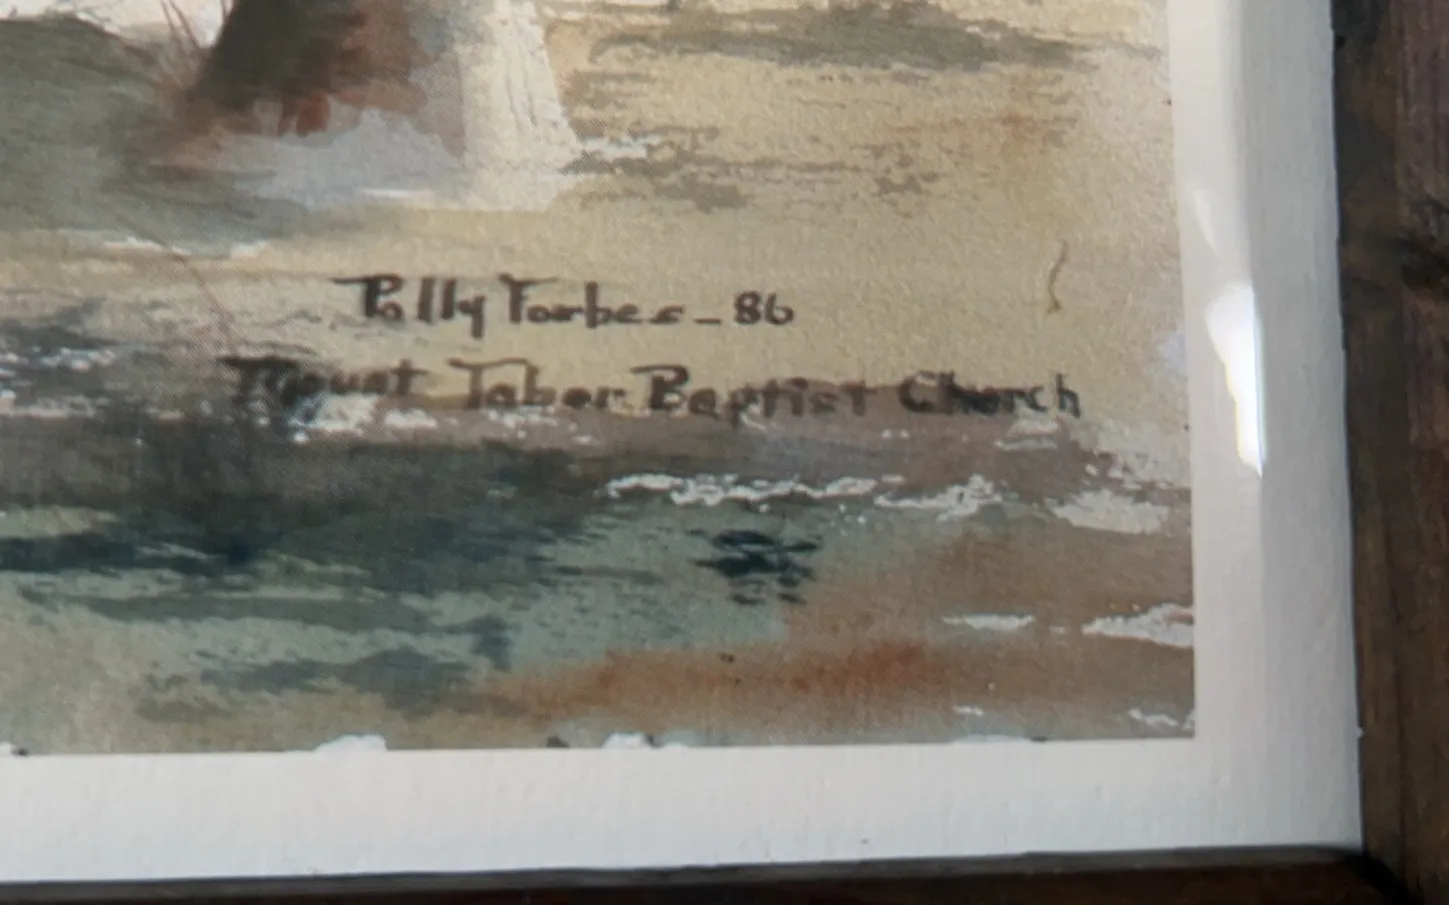 Polly Forbes - 86
Mount Tabor Baptist Church